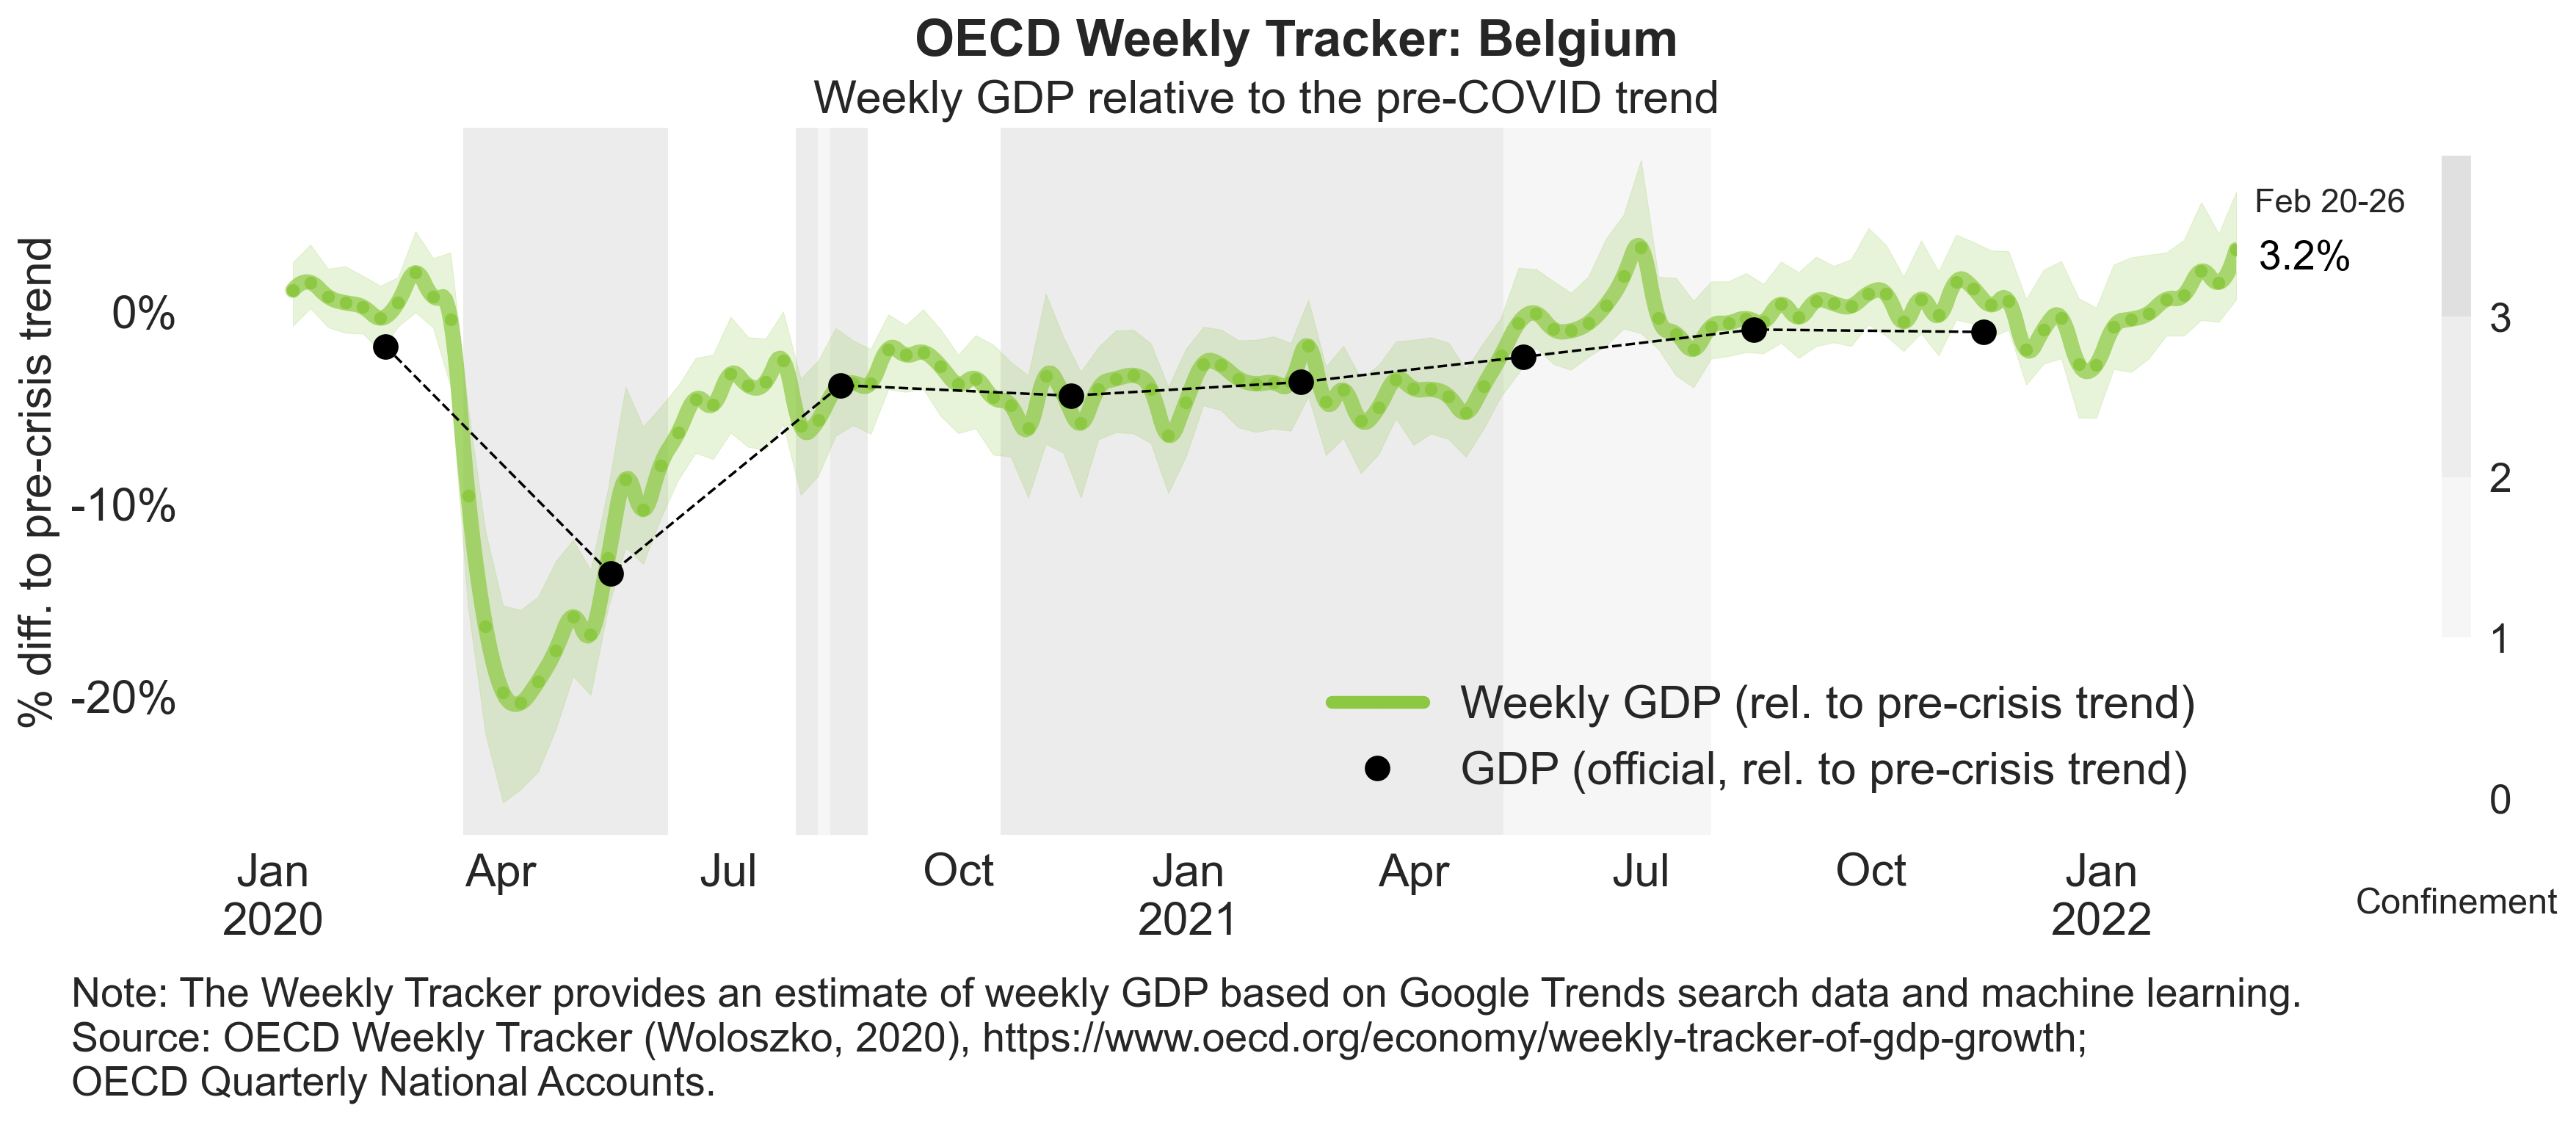 OECD Weekly Tracker: Belgium
Weekly GDP relative to the pre-COVID trend
% diff. to pre-crisis trend
0%
-10%
-20%
Feb 20-26
3.2%
3
2
1
0
Confinement
Weekly GDP (rel. to pre-crisis trend)
GDP (official, rel. to pre-crisis trend)
Jan
2020
Apr
Jul
Oct
Jan
2021
Apr
Jul
Oct
Jan
2022
Note: The Weekly Tracker provides an estimate of weekly GDP based on Google Trends search data and machine learning.
Source: OECD Weekly Tracker (Woloszko, 2020), https://www.oecd.org/economy/weekly-tracker-of-gdp-growth;
OECD Quarterly National Accounts.